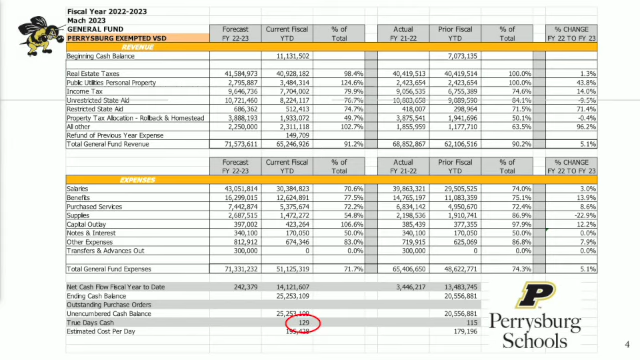 Fiscal Year 2022-2023
Mach 2023
GENERAL FUND Forecast Current Fiscal % of Actual Prior Fiscal % of % CHANGE
PERRYSBURG EXEMPTED VSD FY 22-23 YTD Total FY 21-22 YTD Total FY 22 TO FY 23
REVENUE
Beginning Cash Balance 11,131,502 7,073,135
Real Estate Taxes 41,584,973 40,928,182 98.4% 40,419,513 40,419,514 100.0% 1.3%
Public Utilities Personal Property 2,795,887 3,484,314 124.6% 2,423,654 2,423,654 100.0% 43.8%
Income Tax 9,646,736 7,704,002 79.9% 9,056,535 6,755,389 74.6% 14.0%
Unrestricted State Aid 10,721,460 8,224,117 76.7% 10,803,658 9,089,590 84.1% -9.5%
Restricted State Aid 686,362 512,413 74.7% 418,007 298,964 71.5% 71.4%
Property Tax Allocation - Rollback & Homestead 3,888,193 1,933,072 49.7% 3,875,541 1,941,696 50.1% -0.4%
All other 2,250,000 2,311,118 102.7% 1,855,959 1,177,710 63.5% 96.2%
Refund of Previous Year Expense 149,709
Total General Fund Revenue 71,573,611 65,246,926 91.2% 68,852,867 62,106,516 90.2% 5.1%
Forecast Current Fiscal % of Actual Prior Fiscal % of % CHANGE
EXPENSES FY 22-23 YTD Total FY 21-22 YTD Total FY 22 TO FY 23
Salaries 43,051,814 30,384,823 70.6% 39,863,321 29,505,525 74.0% 3.0%
Benefits 16,299,011 12,624,891 77.5% 14,765,197 11,083,359 75.1% 13.9%
Purchased Services 7,442,874 5,375,674 72.2% 6,834,142 4,950,670 72.4% 8.6%
Supplies 2,687,515 1,472,272 54.8% 2,198,536 1,910,741 86.9% -22.9%
Capital Outlay 397,002 423,264 106.6% 385,439 377,355 97.9% 12.2%
Notes & Interest 340,100 170,050 50.0% 340,100 170,050 50.0% 0.0%
Other Expenses 812,912 674,346 83.0% 719,915 625,069 86.8% 7.9%
Transfers & Advances Out 300,000 0 300,000 0 0.0%
Total General Fund Expenses 71,331,232 51,125,319 71.7% 65,406,650 48,622,771 74.3% 5.1%
Net Cash Flow Fiscal Year to Date 242,379 14,121,607 3,446,217 13,483,745
Ending Cash Balance 25,253,109 20,556,881
Outstanding Purchase Orders
Unencumbered Cash Balance 25,253,109 20,556,881
True Days Cash 129 115
Estimated Cost Per Day 195,428 179,196
P
Perrysburg
Schools
4